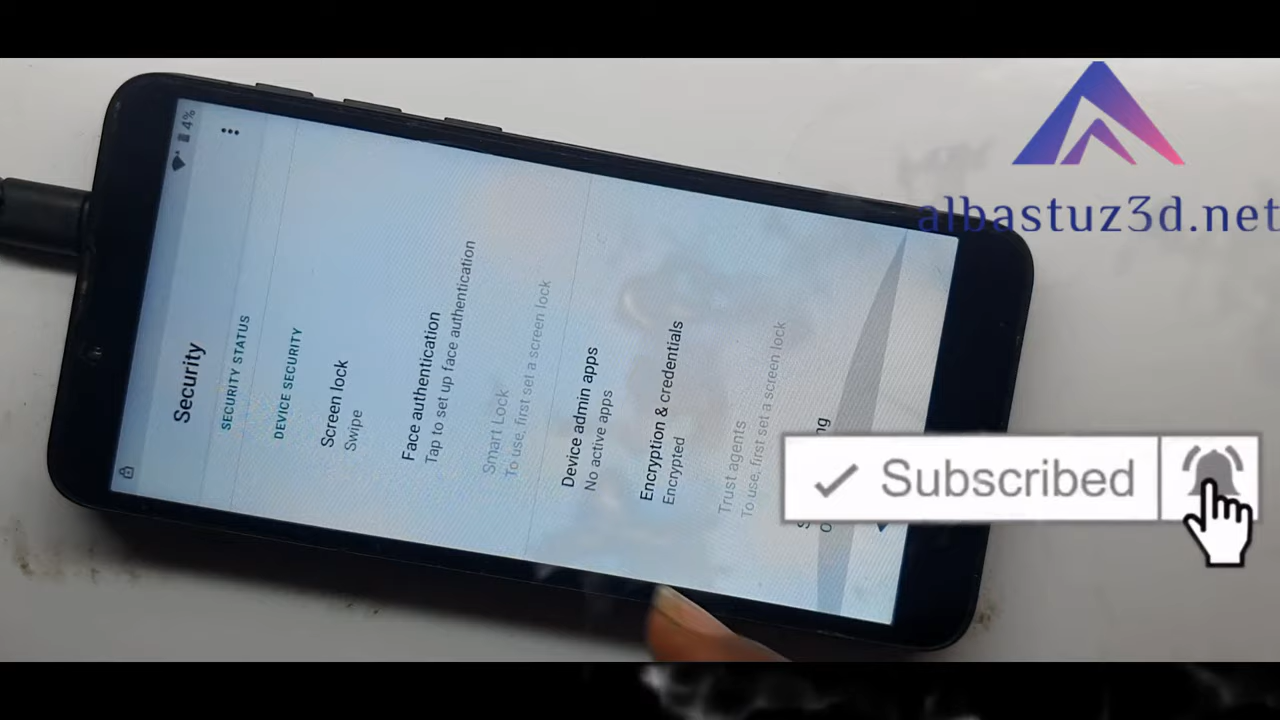 4%
Security
SECURITY STATUS
DEVICE SECURITY
Screen lock
Swipe
Face authentication
Tap to set up face authentication
Smart Lock
To use, first set a screen lock
Device admin apps
No active apps
Encryption & credentials
Encrypted
Trust agents
To use, first set a screen lock
albastuz3d.net
Subscribed